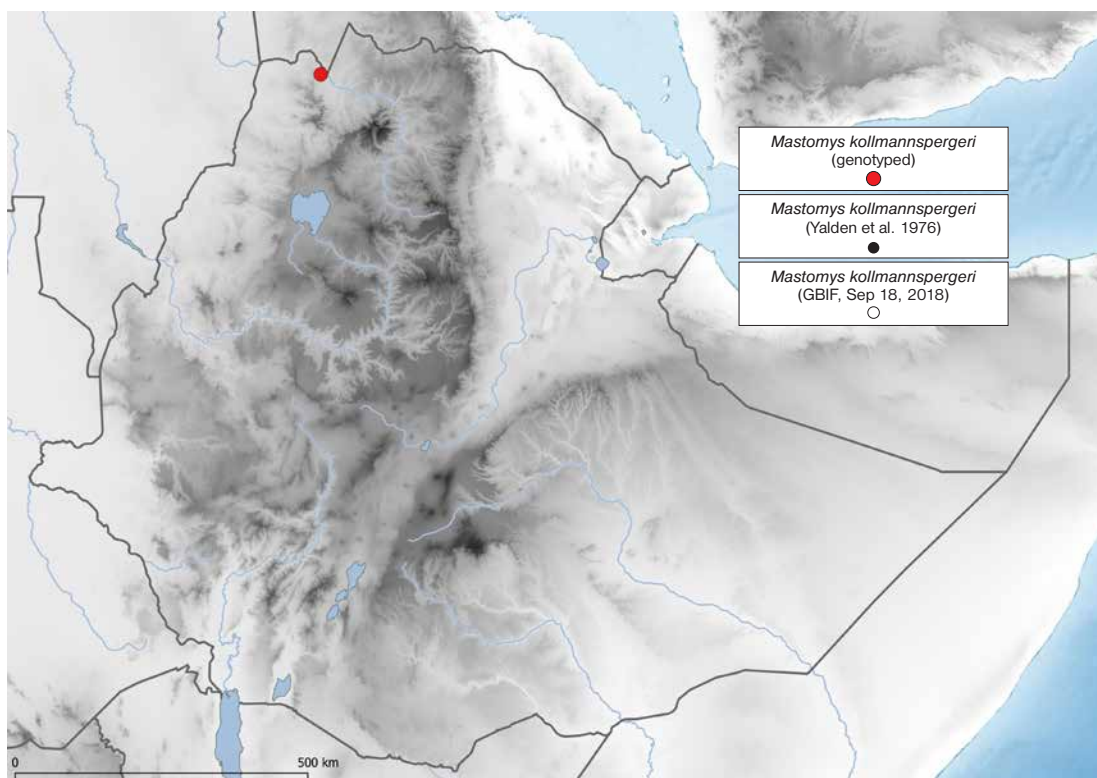 Mastomys kollmannspergeri
(genotyped)
Mastomys kollmannspergeri
(Yalden et al. 1976)
Mastomys kollmannspergeri
(GBIF, Sep 18, 2018)
0
500 km